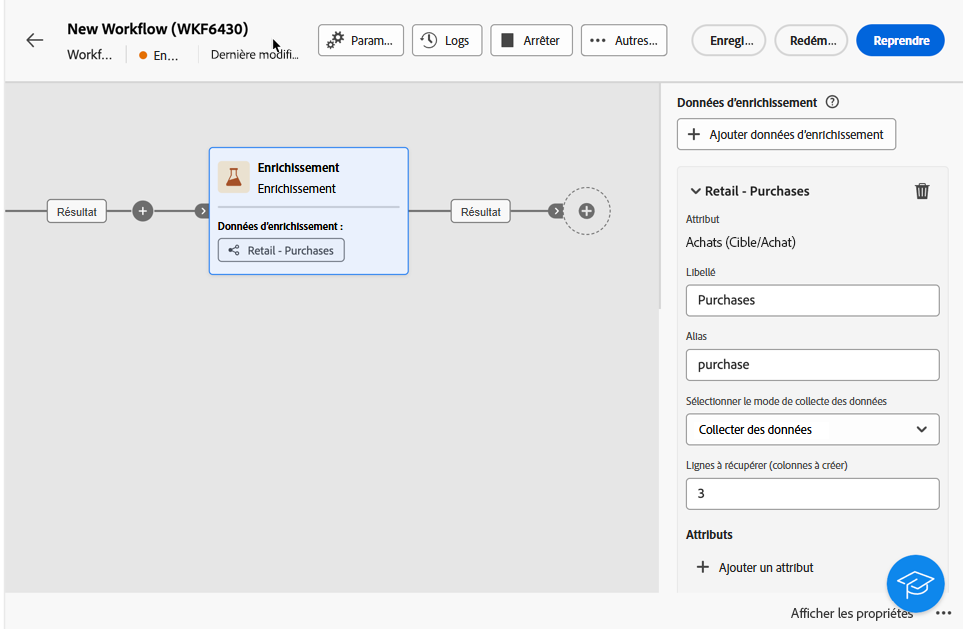 New Workflow (WKF6430)
Workf...
En...
Dernière modifi...
Param...
Logs
Arrêter
Autres...
Enregl...
Redém...
Reprendre
Résultat
Enrichissement
Enrichissement
Données d'enrichissement :
Retail - Purchases
Résultat
Données d'enrichissement
Ajouter données d'enrichissement
Retail - Purchases
Attribut
Achats (Cible/Achat)
Libellé
Purchases
Alias
purchase
Sélectionner le mode de collecte des données
Collecter des données
Lignes à récupérer (colonnes à créer)
3
Attributs
Ajouter un attribut
Afficher les propriétés